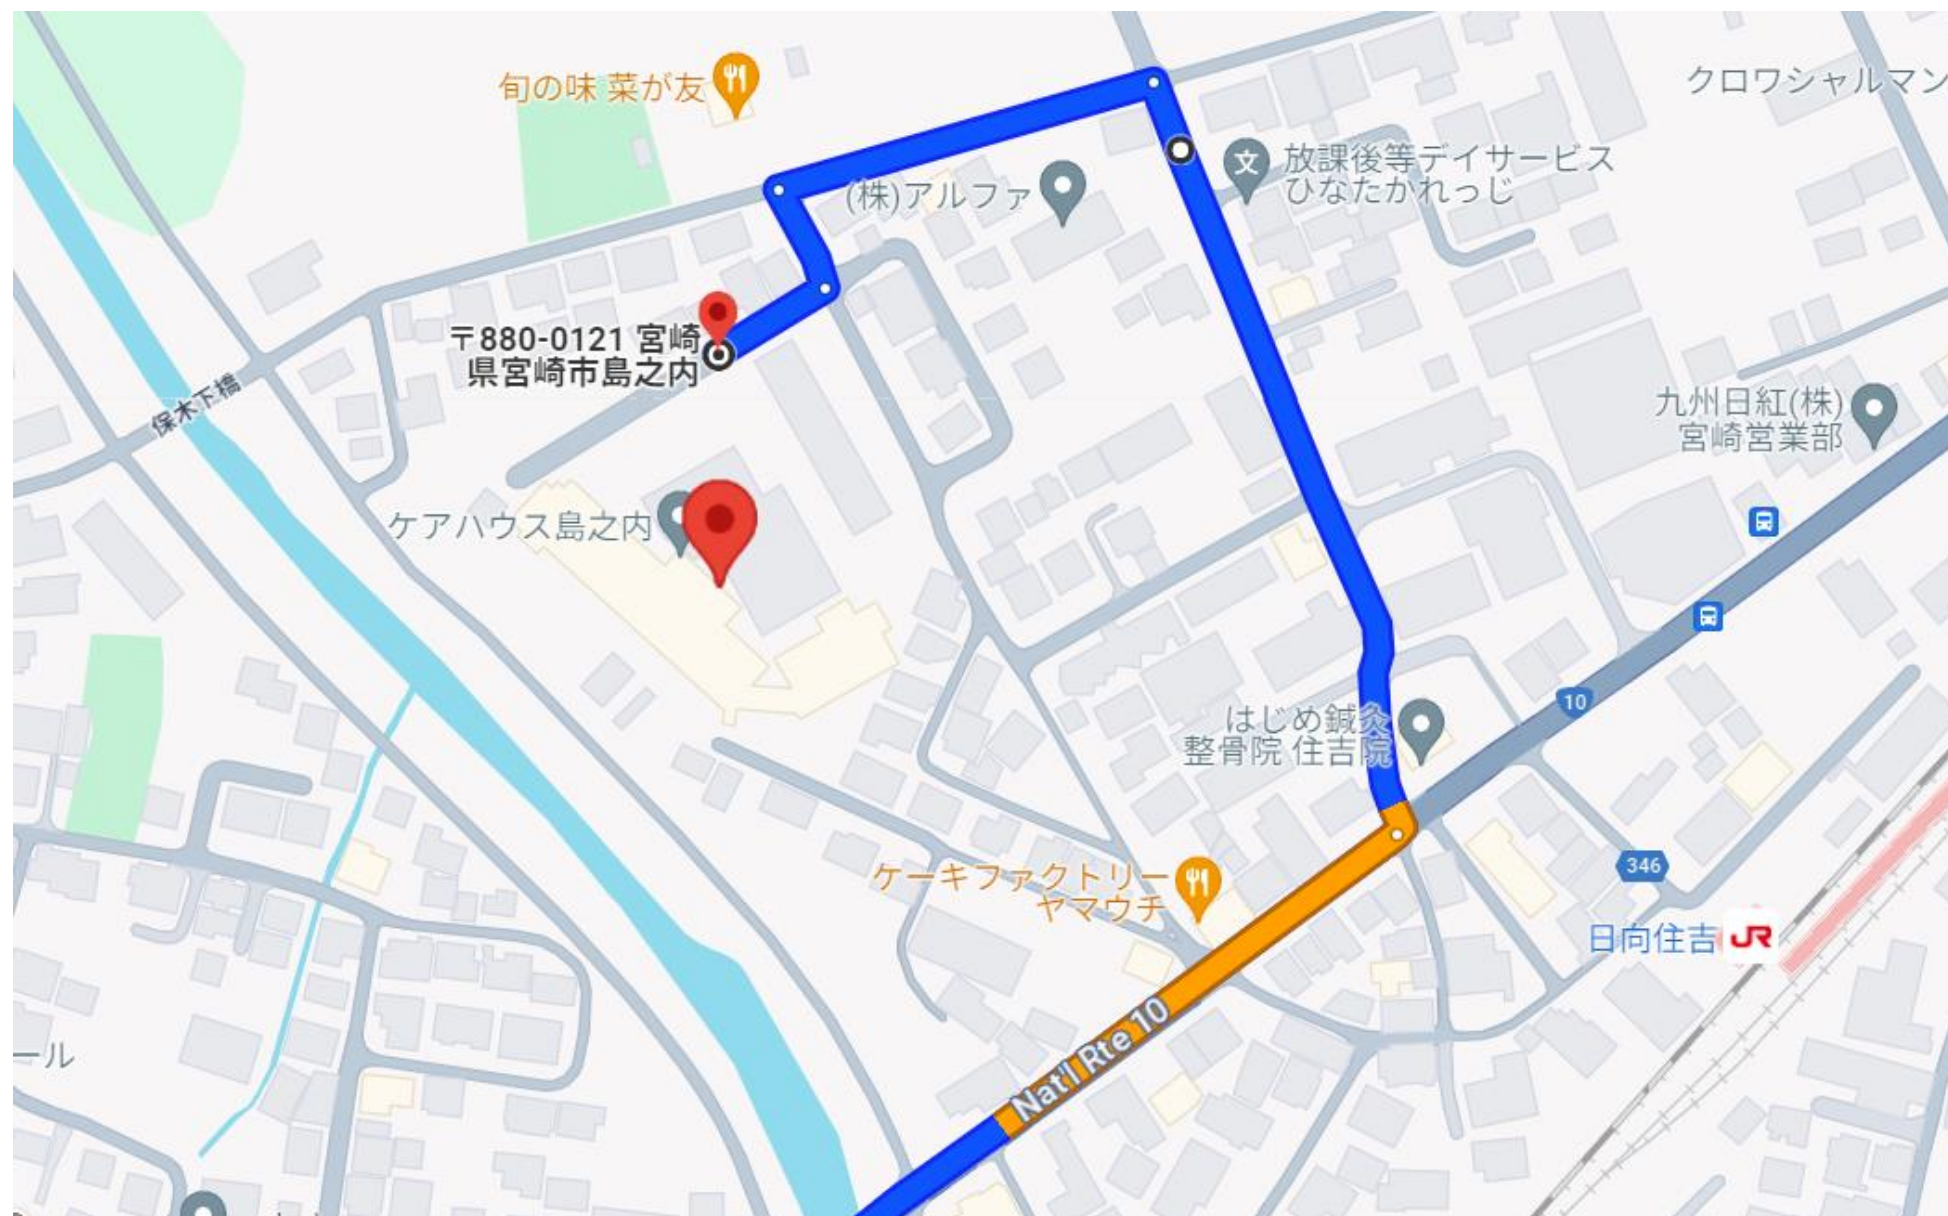 旬の味 菜が友
クロワシャルマン
放課後等デイサービス
ひなたかれっじ
文
(株)アルファ
〒880-0121 宮崎
県宮崎市島之内
保木下橋
九州日紅(株)
宮崎営業部
ケアハウス島之内
10
はじめ鍼灸
整骨院 住吉院
346
ケーキファクトリー
ヤマウチ
日向住吉
JR
Nat'l Rte 10
ール